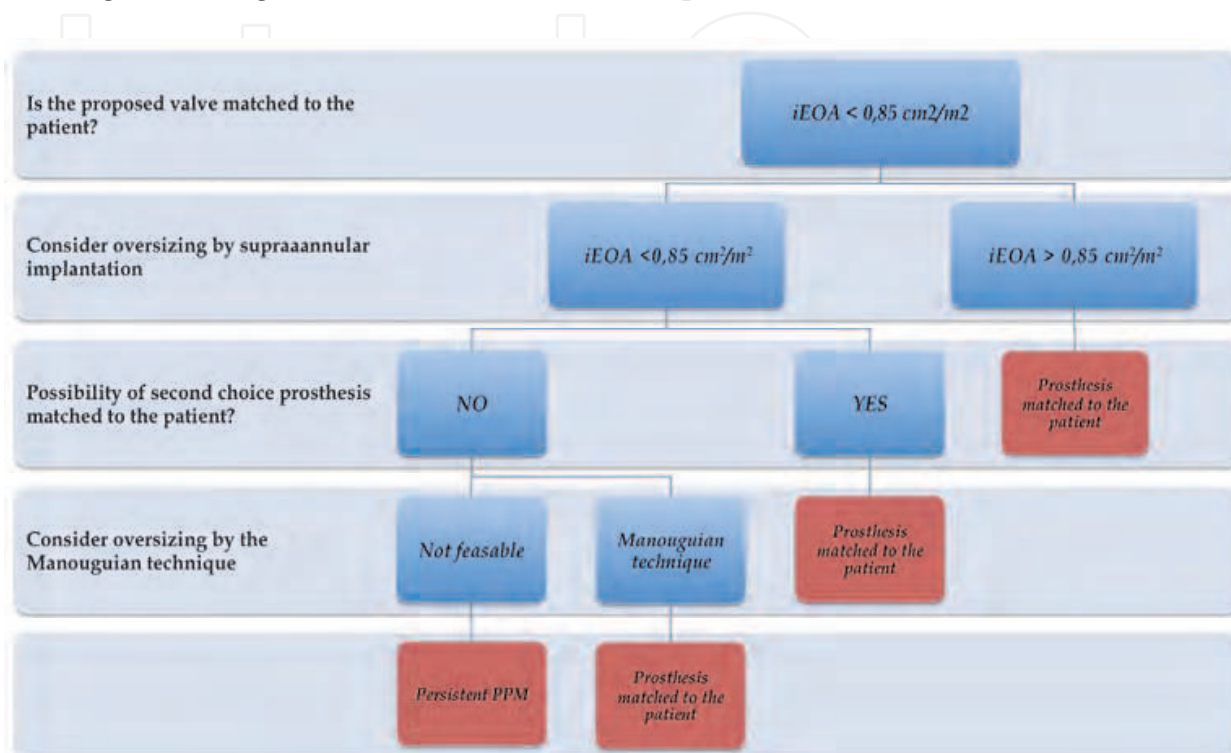 Is the proposed valve matched to the
patient?
iEOA < 0,85 cm2/m2
Consider oversizing by supraaannular
implantation
iEOA <0,85 cm²/m²
iEOA > 0,85 cm²/m²
Possibility of second choice prosthesis
matched to the patient?
NO
YES
Prosthesis
matched to the
patient
Consider oversizing by the
Manouguian technique
Not feasable
Manouguian
technique
Prosthesis
matched to the
patient
Persistent PPM
Prosthesis
matched to the
patient